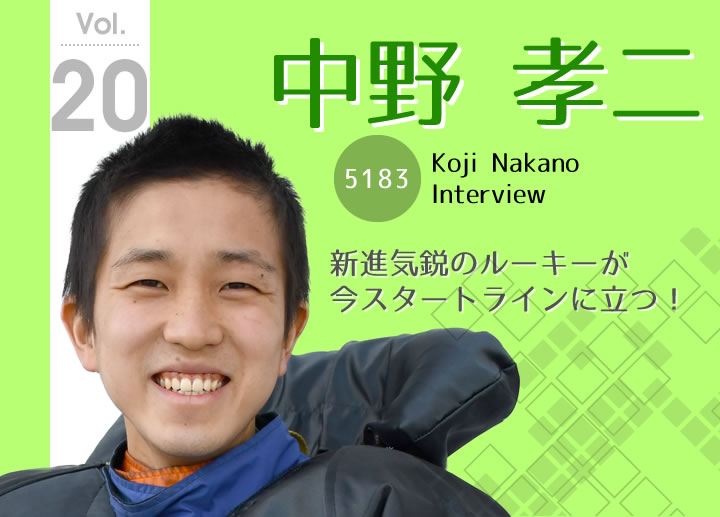 Vol.
20
中野 孝二
5183
Koji Nakano
Interview
新進気鋭のルーキーが
今スタートラインに立つ！